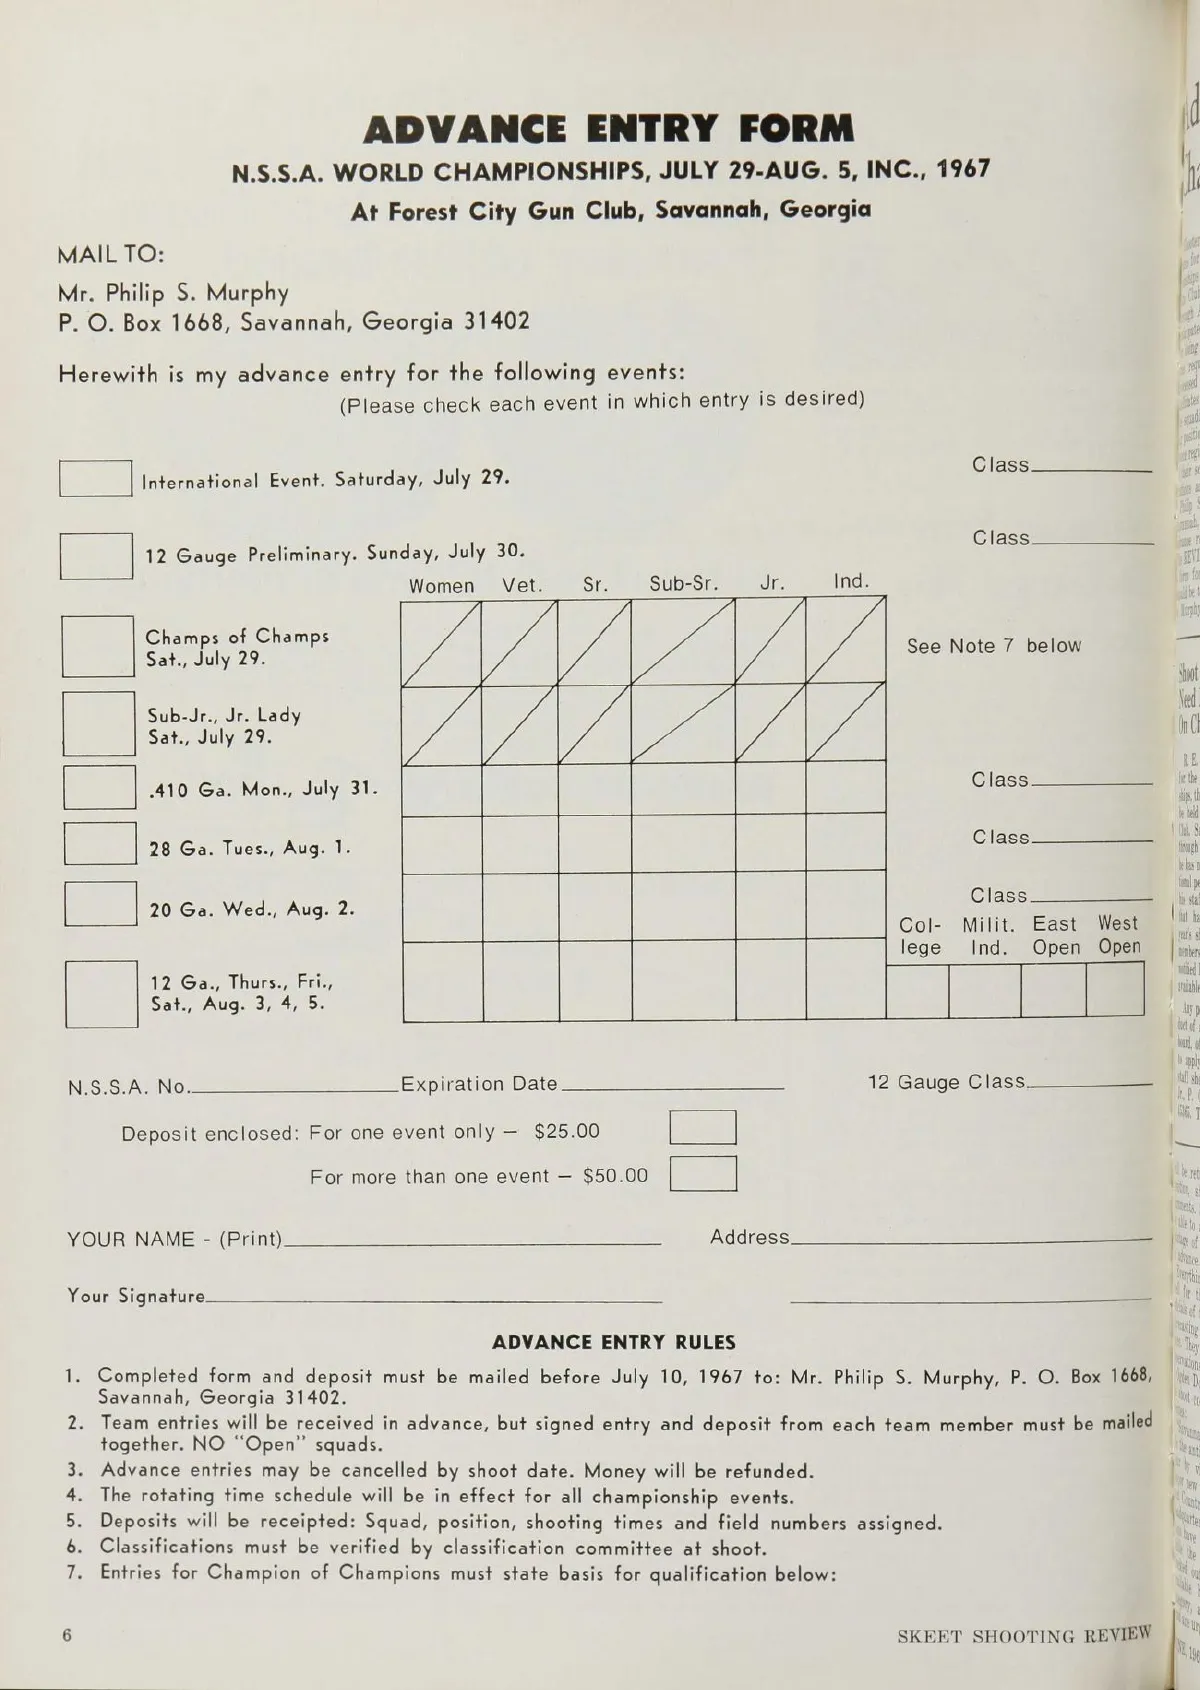 ADVANCE ENTRY FORM
N.S.S.A. WORLD CHAMPIONSHIPS, JULY 29-AUG. 5, INC., 1967
At Forest City Gun Club, Savannah, Georgia
MAIL TO:
Mr. Philip S. Murphy
P. O. Box 1668, Savannah, Georgia 31402
Herewith is my advance entry for the following events:
(Please check each event in which entry is desired)
International Event. Saturday, July 29. Class
12 Gauge Preliminary. Sunday, July 30. Class
Women Vet. Sr. Sub-Sr. Jr. Ind.
Champs of Champs
Sat., July 29.
See Note 7 below
Sub-Jr., Jr. Lady
Sat., July 29.
.410 Ga. Mon., July 31. Class
28 Ga. Tues., Aug. 1. Class
20 Ga. Wed., Aug. 2. Class
Col- Milit. East West
lege Ind. Open Open
12 Ga., Thurs., Fri.,
Sat., Aug. 3, 4, 5.
N.S.S.A. No. Expiration Date 12 Gauge Class
Deposit enclosed: For one event only – $25.00
For more than one event – $50.00
YOUR NAME - (Print) Address
Your Signature
ADVANCE ENTRY RULES
1. Completed form and deposit must be mailed before July 10, 1967 to: Mr. Philip S. Murphy, P. O. Box 1668,
Savannah, Georgia 31402.
2. Team entries will be received in advance, but signed entry and deposit from each team member must be mailed
together. NO "Open" squads.
3. Advance entries may be cancelled by shoot date. Money will be refunded.
4. The rotating time schedule will be in effect for all championship events.
5. Deposits will be receipted: Squad, position, shooting times and field numbers assigned.
6. Classifications must be verified by classification committee at shoot.
7. Entries for Champion of Champions must state basis for qualification below:
6 SKEET SHOOTING REVIEW